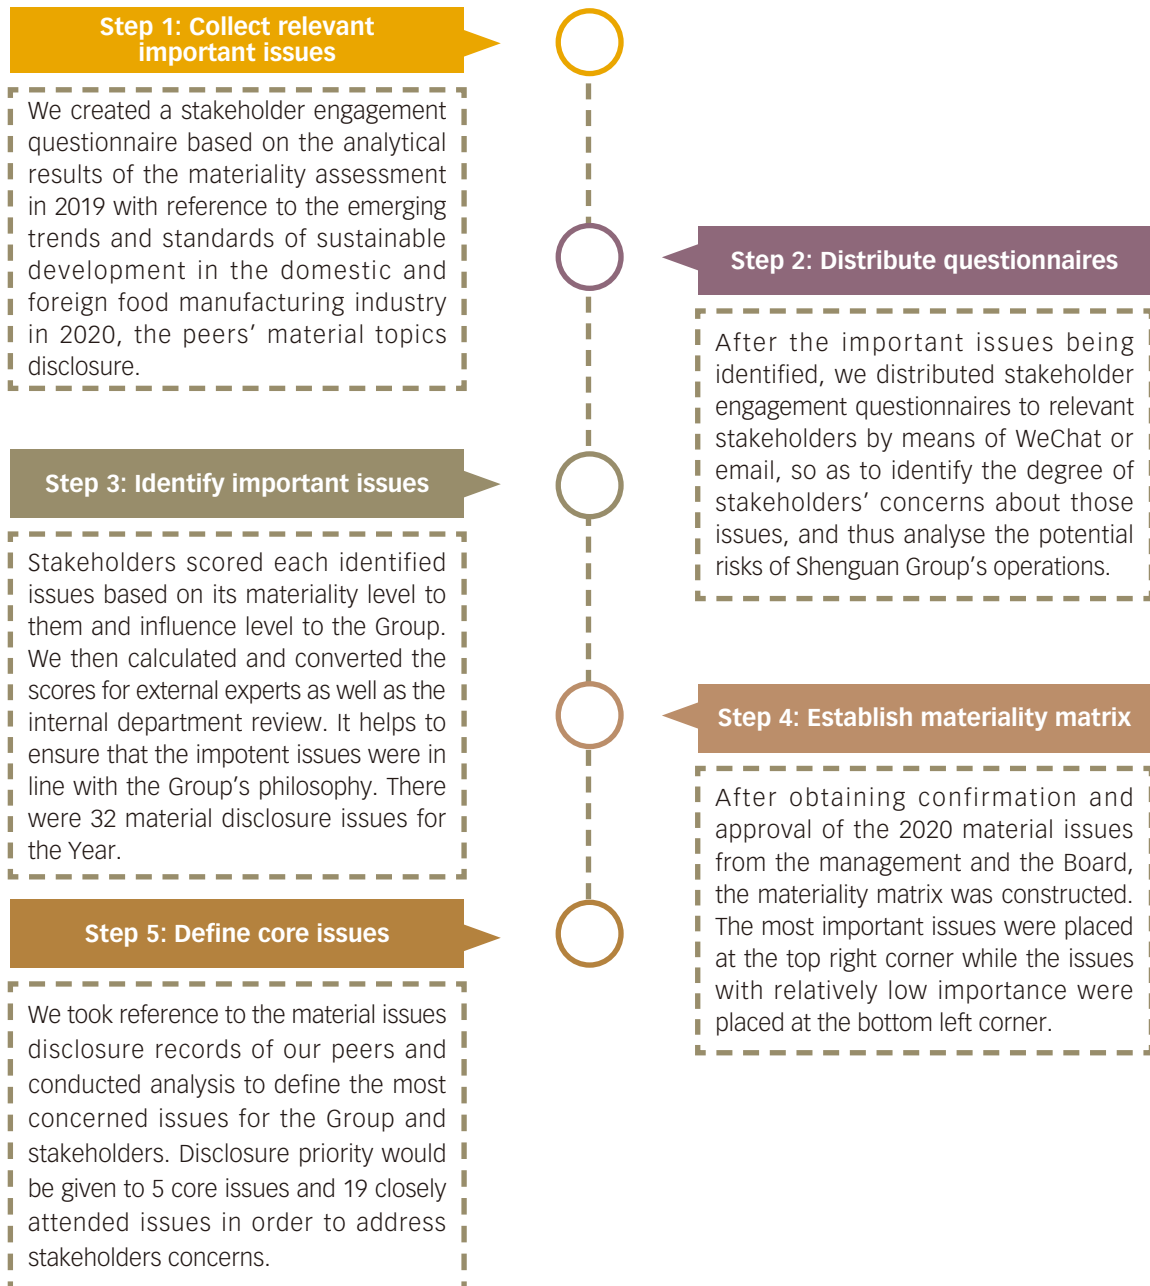 Step 1: Collect relevant
important issues
We created a stakeholder engagement
questionnaire based on the analytical
results of the materiality assessment
in 2019 with reference to the emerging
trends and standards of sustainable
development in the domestic and
foreign food manufacturing industry
in 2020, the peers’ material topics
disclosure.
Step 2: Distribute questionnaires
After the important issues being
identified, we distributed stakeholder
engagement questionnaires to relevant
stakeholders by means of WeChat or
email, so as to identify the degree of
stakeholders’ concerns about those
issues, and thus analyse the potential
risks of Shenguan Group’s operations.
Step 3: Identify important issues
Stakeholders scored each identified
issues based on its materiality level to
them and influence level to the Group.
We then calculated and converted the
scores for external experts as well as the
internal department review. It helps to
ensure that the impotent issues were in
line with the Group’s philosophy. There
were 32 material disclosure issues for
the Year.
Step 4: Establish materiality matrix
After obtaining confirmation and
approval of the 2020 material issues
from the management and the Board,
the materiality matrix was constructed.
The most important issues were placed
at the top right corner while the issues
with relatively low importance were
placed at the bottom left corner.
Step 5: Define core issues
We took reference to the material issues
disclosure records of our peers and
conducted analysis to define the most
concerned issues for the Group and
stakeholders. Disclosure priority would
be given to 5 core issues and 19 closely
attended issues in order to address
stakeholders concerns.